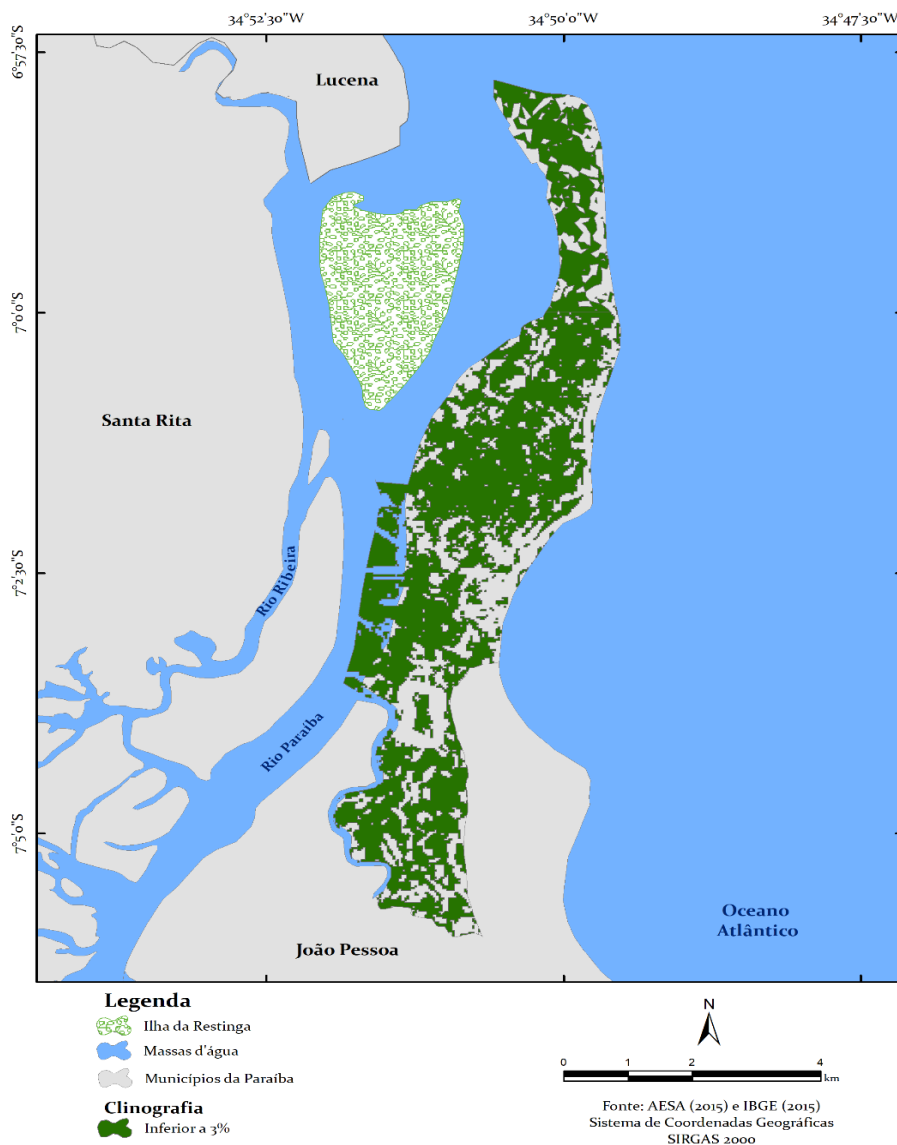 34°52'30"W
34°50'0"W
34°47'30"W
6°57'30"S
7°0'0"S
7°2'30"S
7°5'0"S
Lucena
Santa Rita
Rio Ribeira
Rio Paraíba
João Pessoa
Oceano
Atlântico
Legenda
Ilha da Restinga
Massas d'água
Municípios da Paraíba
Clinografia
Inferior a 3%
N
0 1 2 4
km
Fonte: AESA (2015) e IBGE (2015)
Sistema de Coordenadas Geográficas
SIRGAS 2000